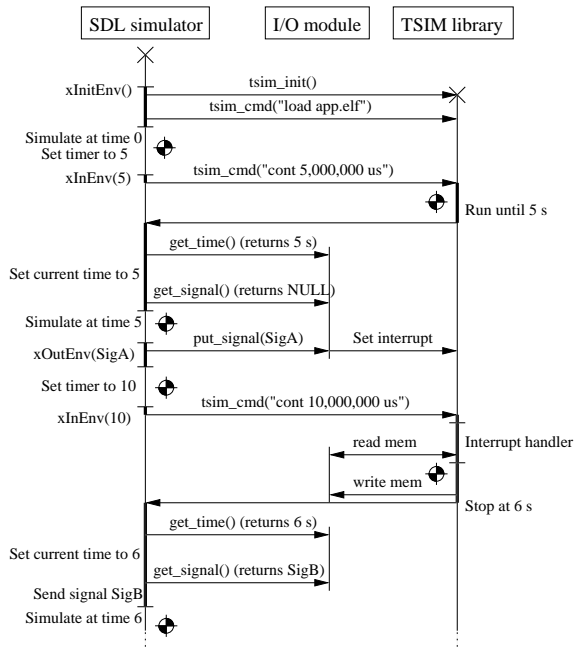 SDL simulator
I/O module
TSIM library
tsim_init()
xInitEnv()
tsim_cmd("load app.elf")
Simulate at time 0
Set timer to 5
tsim_cmd("cont 5,000,000 us")
xInEnv(5)
Run until 5 s
get_time() (returns 5 s)
Set current time to 5
get_signal() (returns NULL)
Simulate at time 5
put_signal(SigA)
Set interrupt
xOutEnv(SigA)
Set timer to 10
tsim_cmd("cont 10,000,000 us")
xInEnv(10)
read mem
Interrupt handler
write mem
Stop at 6 s
get_time() (returns 6 s)
Set current time to 6
get_signal() (returns SigB)
Send signal SigB
Simulate at time 6